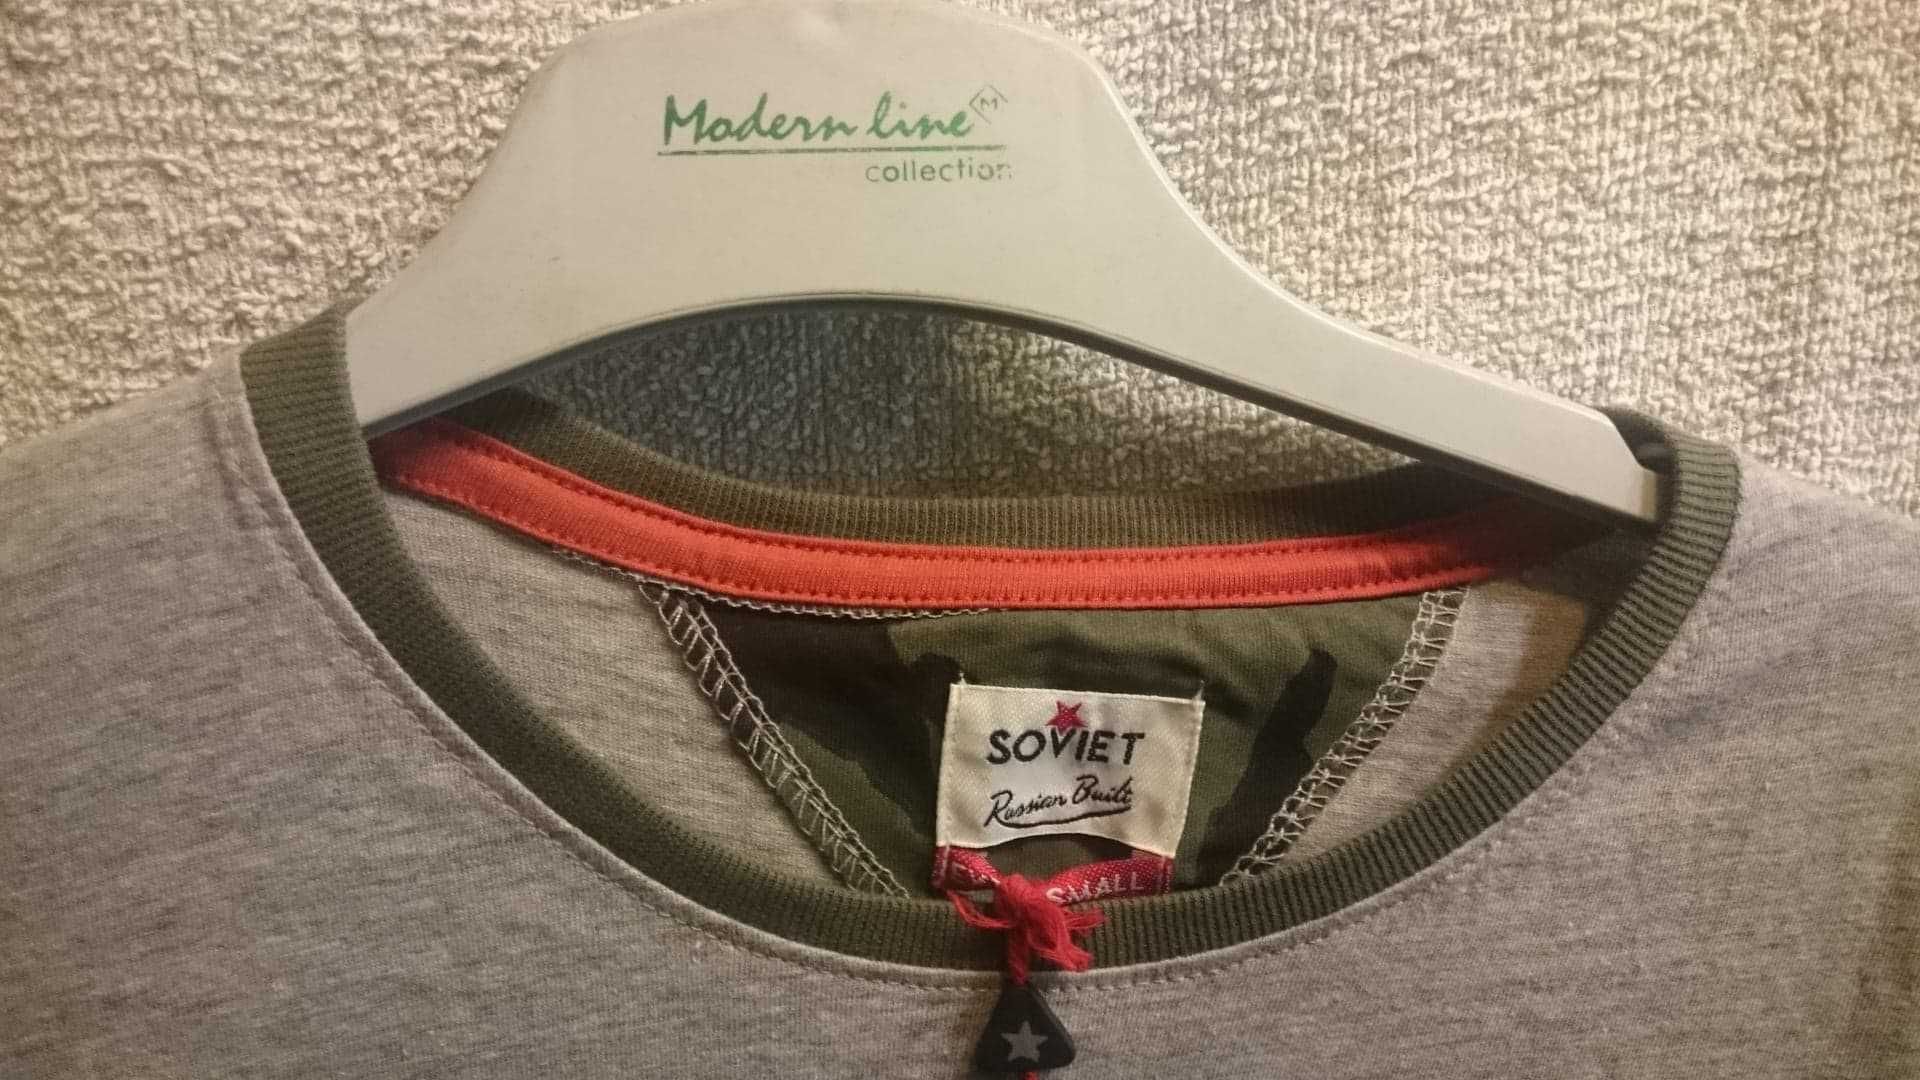 Modern line M
collection
SOVIET
Russian Built
SMALL